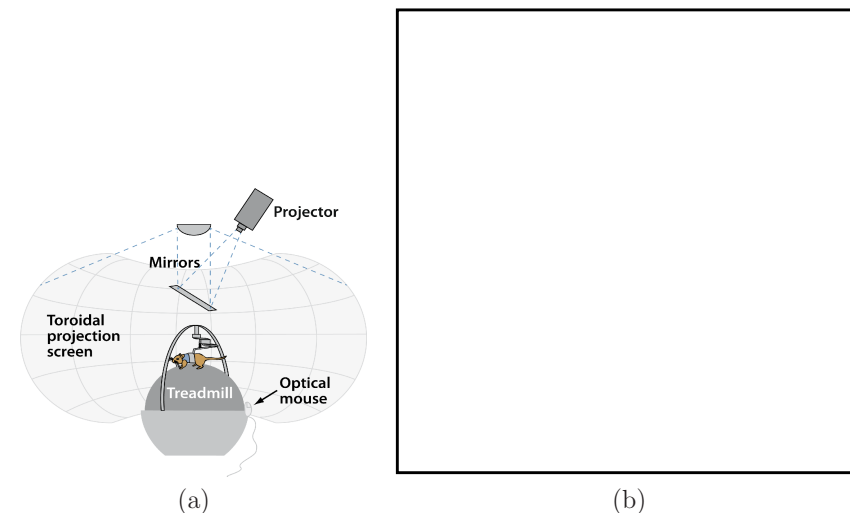 Projector
Mirrors
Toroidal
projection
screen
Treadmill
Optical
mouse
(a)
(b)